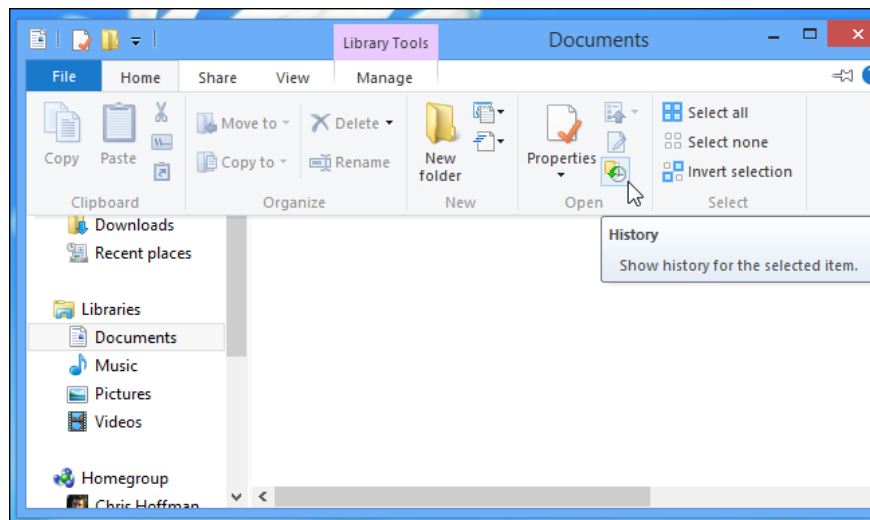 Library Tools
Documents
File
Home
Share
View
Manage
Copy
Paste
Clipboard
Move to
Copy to
Delete
Rename
Organize
New
folder
New
Properties
Open
Select all
Select none
Invert selection
Select
History
Show history for the selected item.
Downloads
Recent places
Libraries
Documents
Music
Pictures
Videos
Homegroup
Chris Hoffman